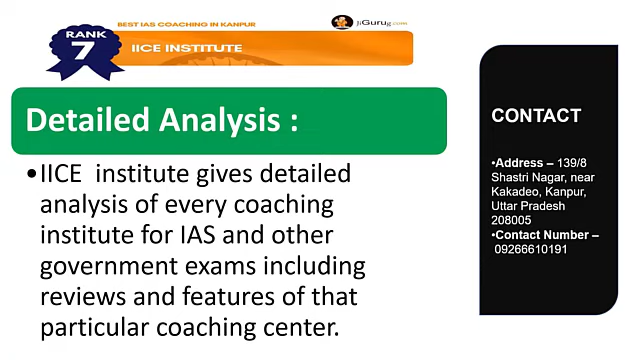 BEST IAS COACHING IN KANPUR
JiGurug.com
RANK
7
IICE INSTITUTE
Detailed Analysis :
•IICE institute gives detailed
analysis of every coaching
institute for IAS and other
government exams including
reviews and features of that
particular coaching center.
CONTACT
•Address – 139/8
Shastri Nagar, near
Kakadeo, Kanpur,
Uttar Pradesh
208005
•Contact Number –
09266610191